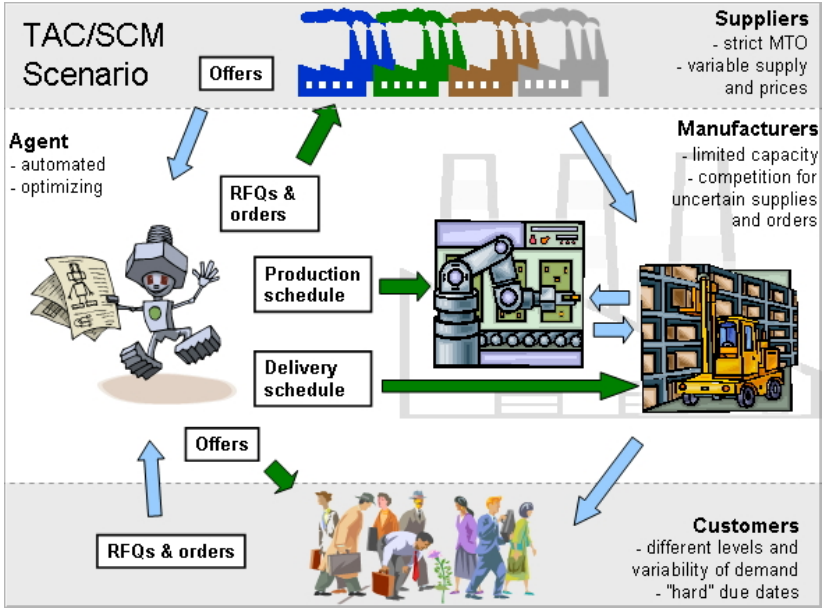 TAC/SCM
Scenario
Offers
Suppliers
- strict MTO
- variable supply
and prices
Agent
- automated
- optimizing
RFQs &
orders
Manufacturers
- limited capacity
- competition for
uncertain supplies
and orders
Production
schedule
Delivery
schedule
Offers
RFQs & orders
Customers
- different levels and
variability of demand
- "hard" due dates